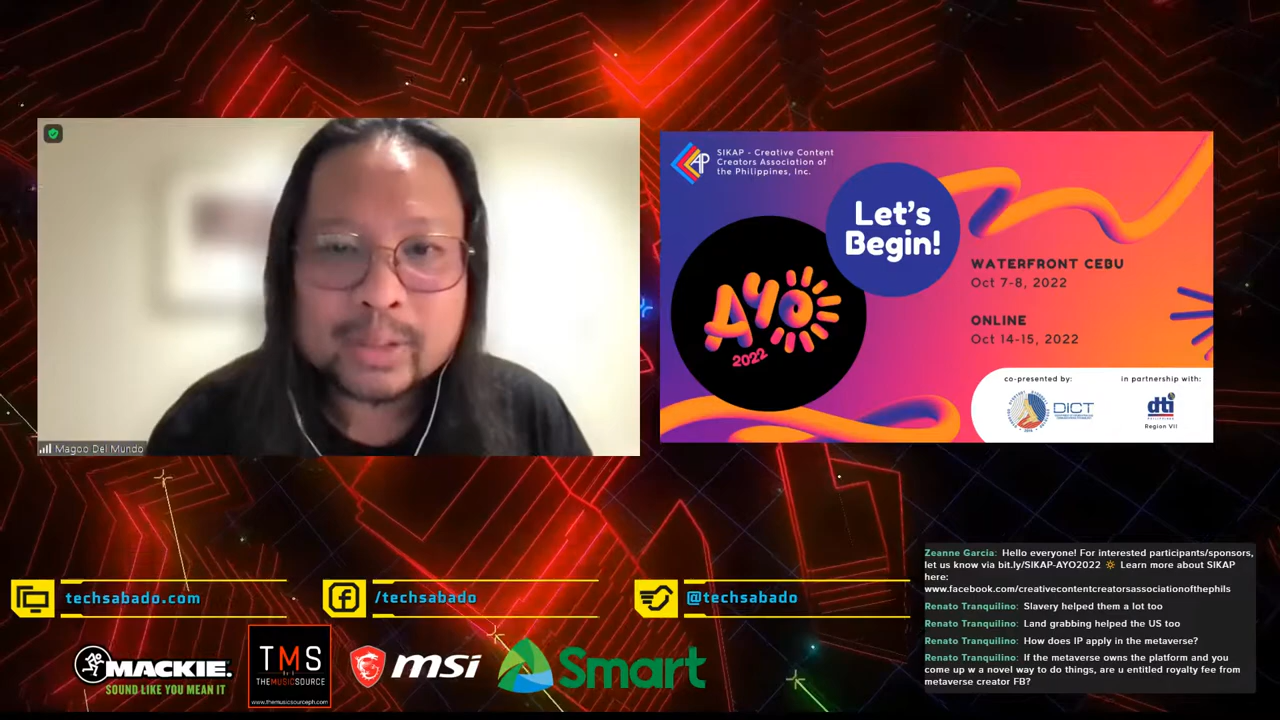 SIKAP - Creative Content
Creators Association of
the Philippines, Inc.
AP
Let's
Begin!
AYO
2022
WATERFRONT CEBU
Oct 7-8, 2022
ONLINE
Oct 14-15, 2022
co-presented by:
in partnership with:
DICT
dti
PHILIPPINES
Region VII
Magoo Del Mundo
techsabado.com
/techsabado
@techsabado
MACKIE.
SOUND LIKE YOU MEAN IT
TMS
THEMUSICSOURCE
www.themusicsourceph.com
msi
Smart
Zeanne Garcia: Hello everyone! For interested participants/sponsors,
let us know via bit.ly/SIKAP-AYO2022 🔆 Learn more about SIKAP
here:
www.facebook.com/creativecontentcreatorsassociationofthephils
Renato Tranquilino: Slavery helped them a lot too
Renato Tranquilino: Land grabbing helped the US too
Renato Tranquilino: How does IP apply in the metaverse?
Renato Tranquilino: If the metaverse owns the platform and you
come up w a novel way to do things, are u entitled royalty fee from
metaverse creator FB?